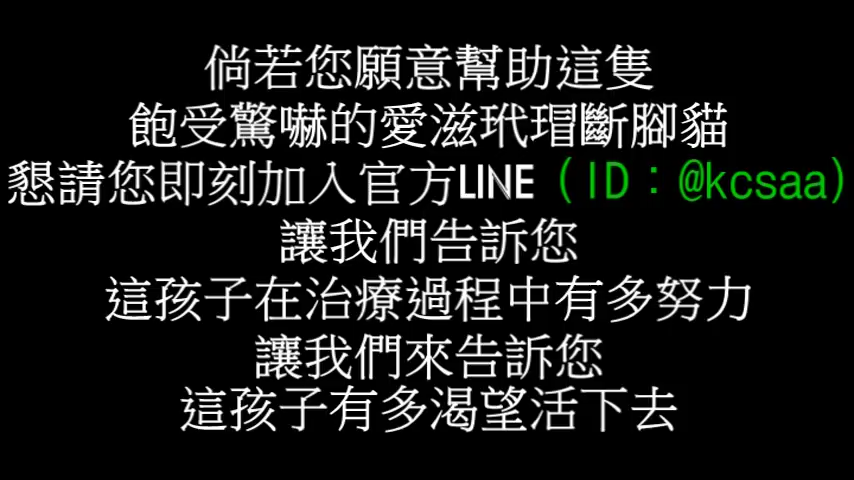 倘若您願意幫助這隻
飽受驚嚇的愛滋玳瑁斷腳貓
懇請您即刻加入官方LINE（ID：@kcsaa）
讓我們告訴您
這孩子在治療過程中有多努力
讓我們來告訴您
這孩子有多渴望活下去